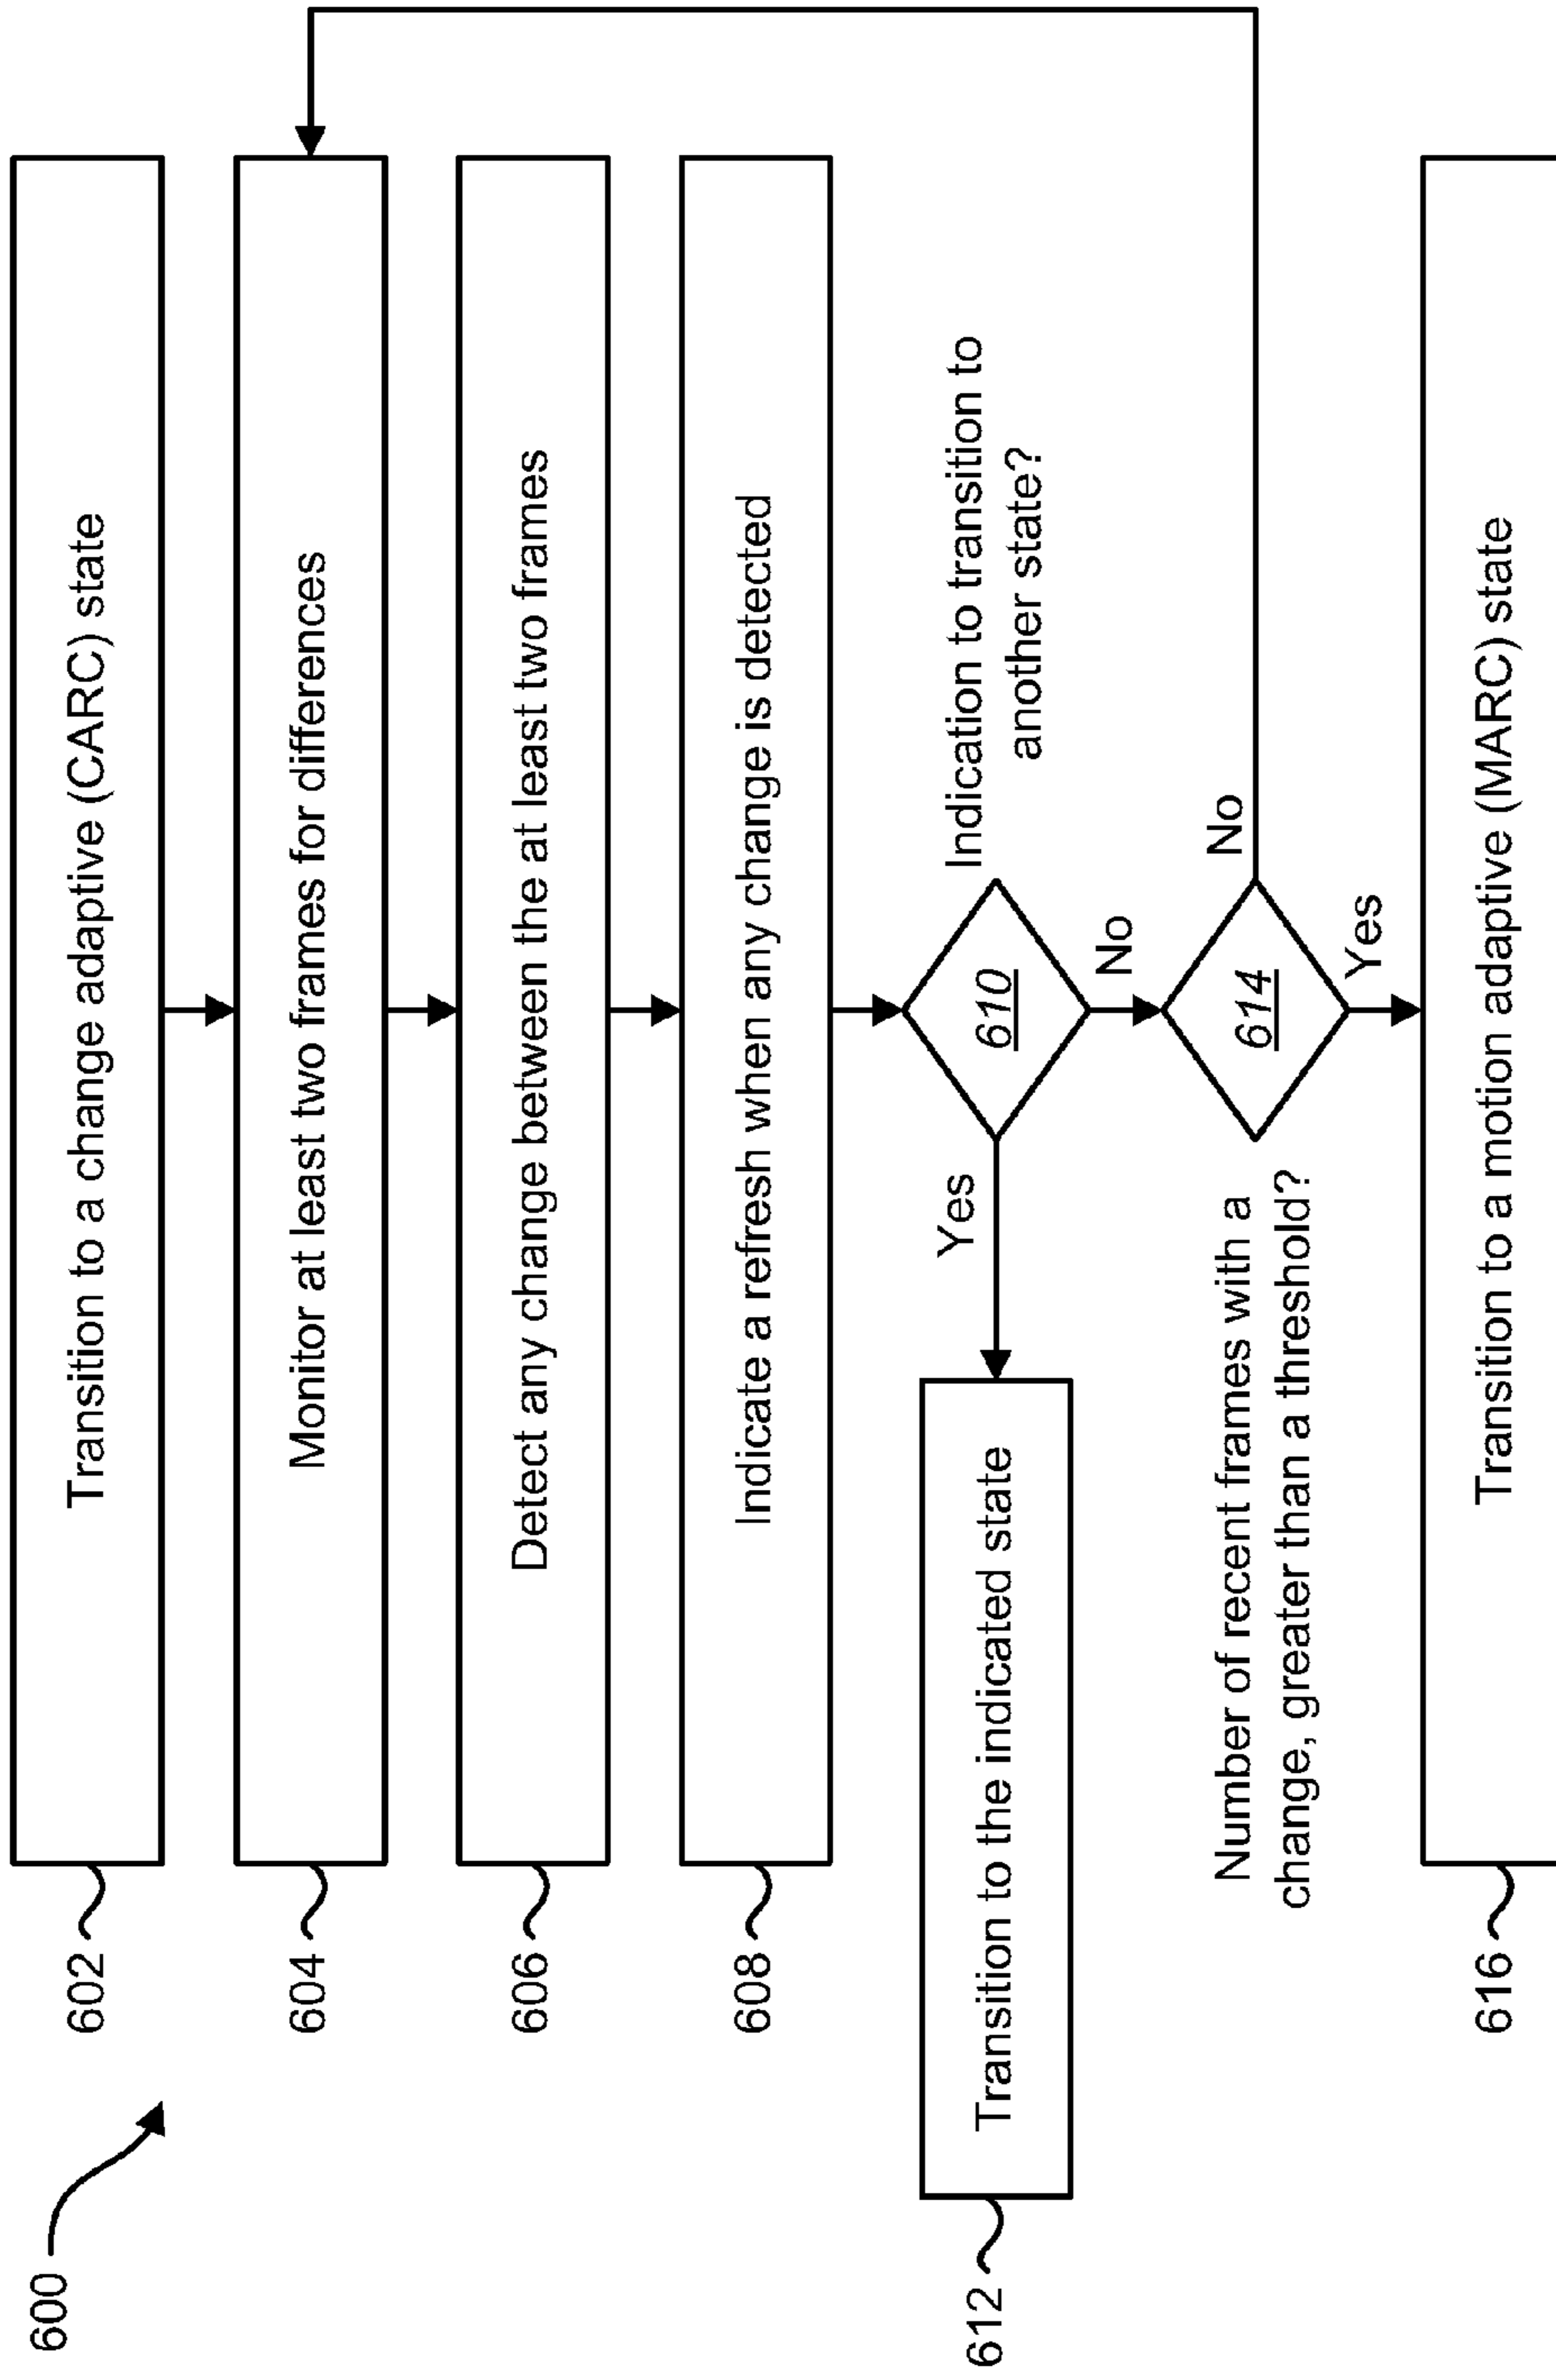 600
602
Transition to a change adaptive (CARC) state
604
Monitor at least two frames for differences
606
Detect any change between the at least two frames
608
Indicate a refresh when any change is detected
610
Indication to transition to
another state?
Yes
612
Transition to the indicated state
No
614
Number of recent frames with a
change, greater than a threshold?
No
Yes
616
Transition to a motion adaptive (MARC) state